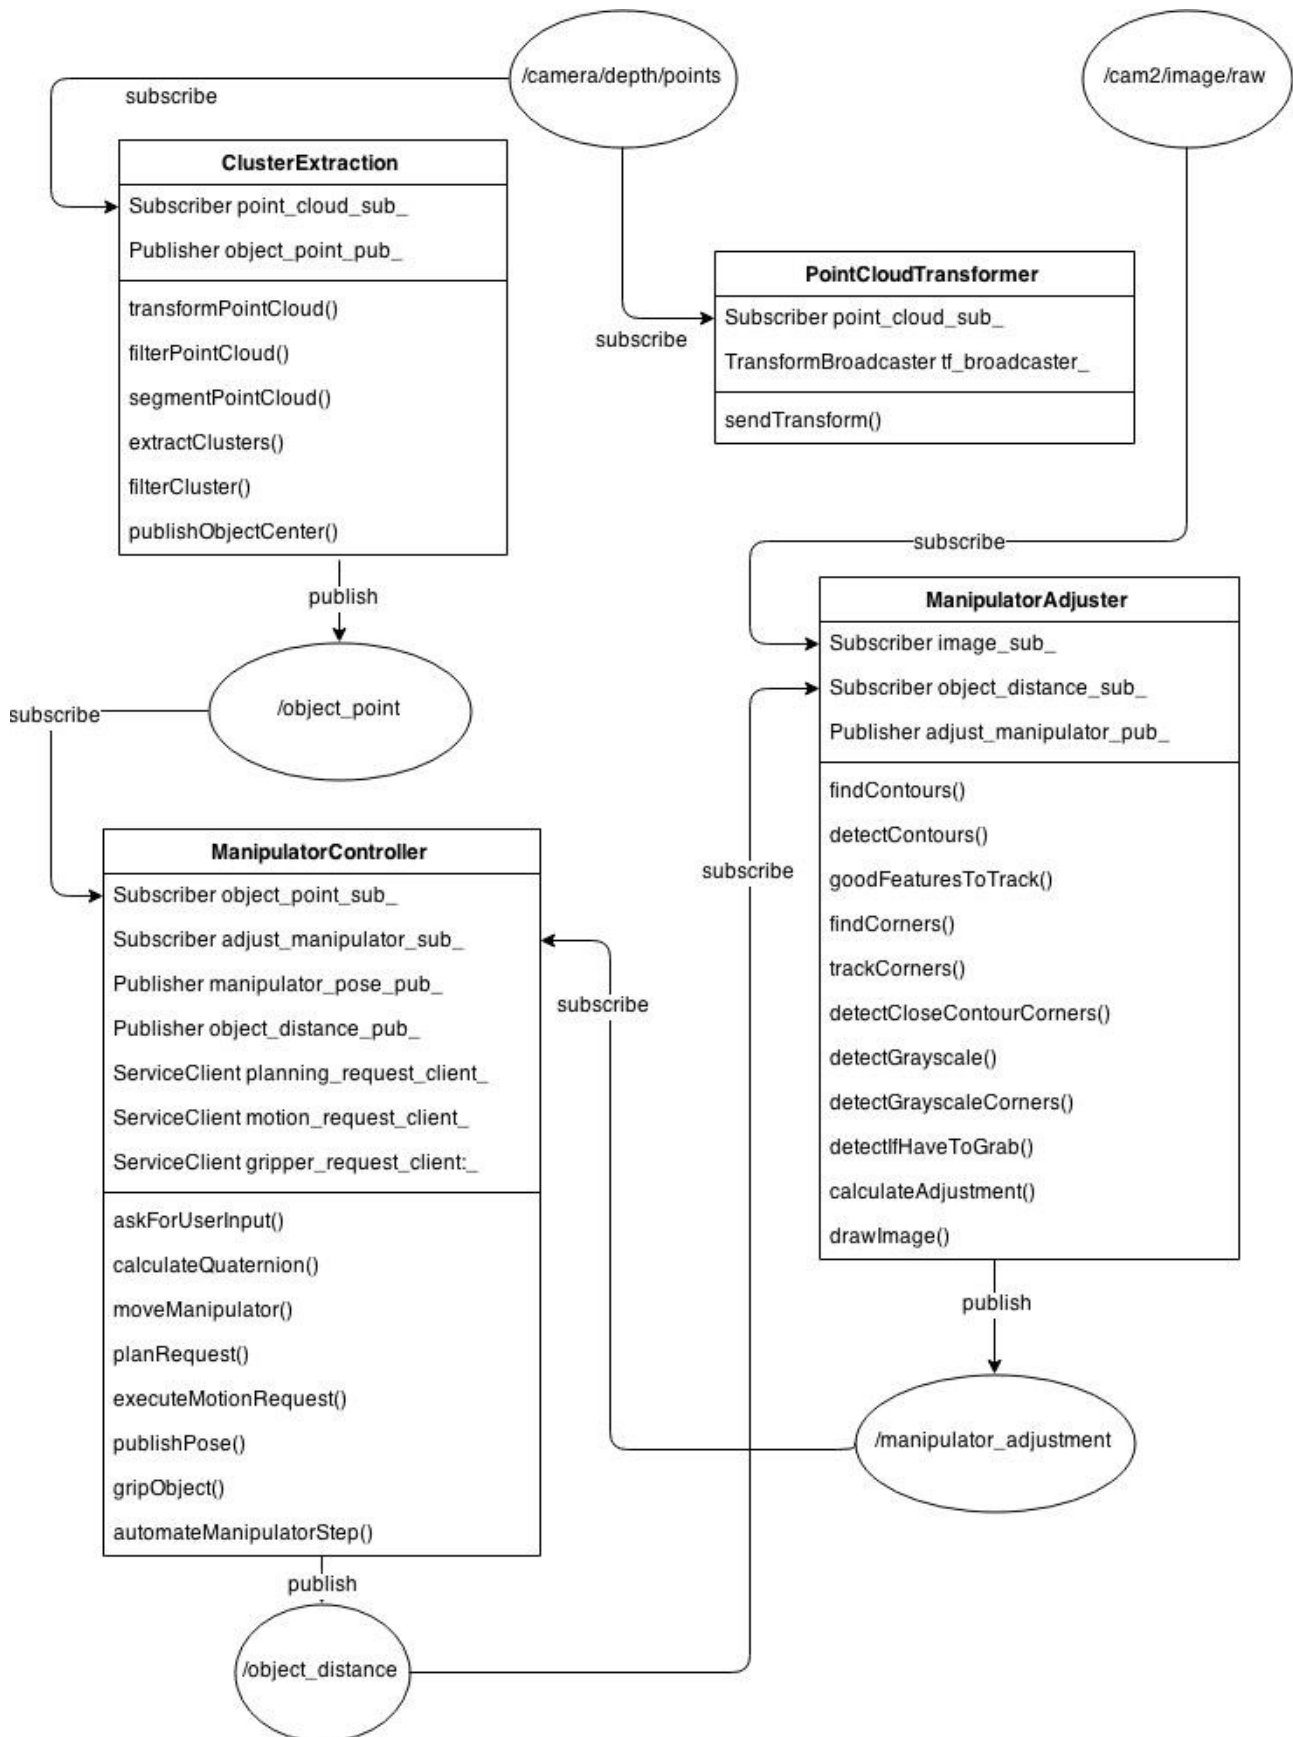 /camera/depth/points
/cam2/image/raw
subscribe
ClusterExtraction
Subscriber point_cloud_sub_
Publisher object_point_pub_
transformPointCloud()
filterPointCloud()
segmentPointCloud()
extractClusters()
filterCluster()
publishObjectCenter()
subscribe
PointCloudTransformer
Subscriber point_cloud_sub_
TransformBroadcaster tf_broadcaster_
sendTransform()
publish
/object_point
subscribe
subscribe
ManipulatorAdjuster
Subscriber image_sub_
Subscriber object_distance_sub_
Publisher adjust_manipulator_pub_
findContours()
detectContours()
goodFeaturesToTrack()
findCorners()
trackCorners()
detectCloseContourCorners()
detectGrayscale()
detectGrayscaleCorners()
detectIfHaveToGrab()
calculateAdjustment()
drawImage()
subscribe
ManipulatorController
Subscriber object_point_sub_
Subscriber adjust_manipulator_sub_
Publisher manipulator_pose_pub_
Publisher object_distance_pub_
ServiceClient planning_request_client_
ServiceClient motion_request_client_
ServiceClient gripper_request_client:_
askForUserInput()
calculateQuaternion()
moveManipulator()
planRequest()
executeMotionRequest()
publishPose()
gripObject()
automateManipulatorStep()
subscribe
publish
/manipulator_adjustment
publish
/object_distance